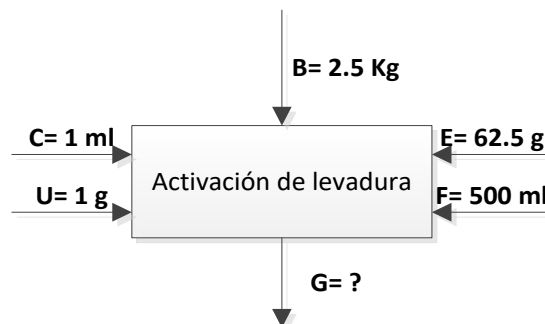 B= 2.5 Kg
C= 1 ml
E= 62.5 g
Activación de levadura
U= 1 g
F= 500 ml
G= ?